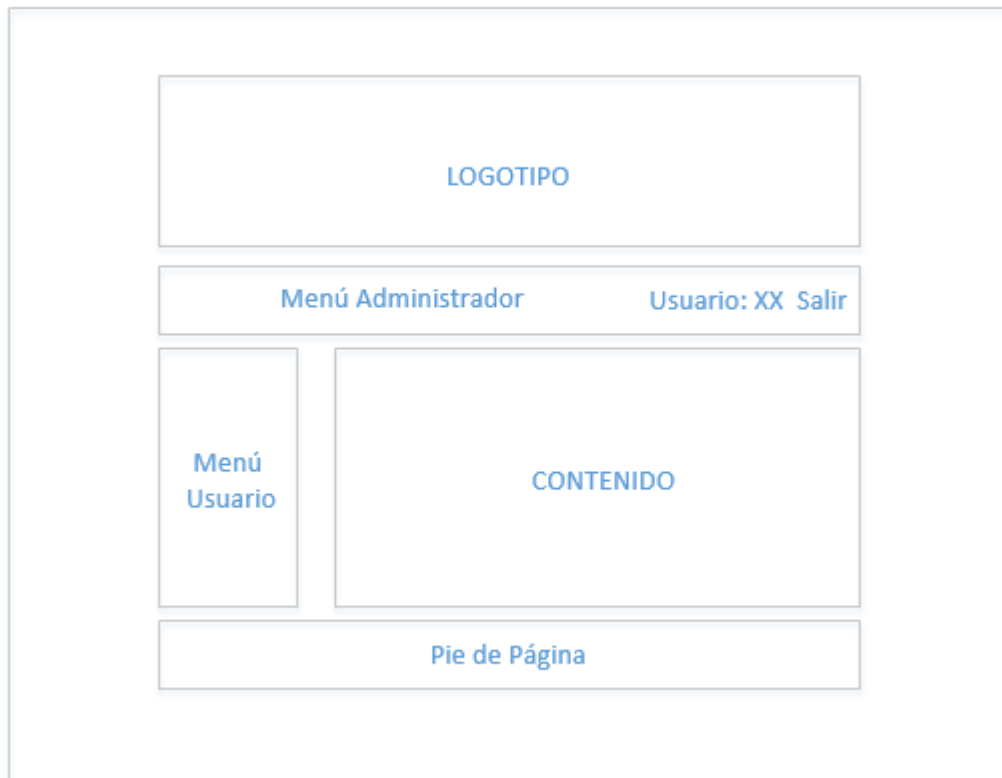 LOGOTIPO
Menú Administrador
Usuario: XX Salir
Menú
Usuario
CONTENIDO
Pie de Página